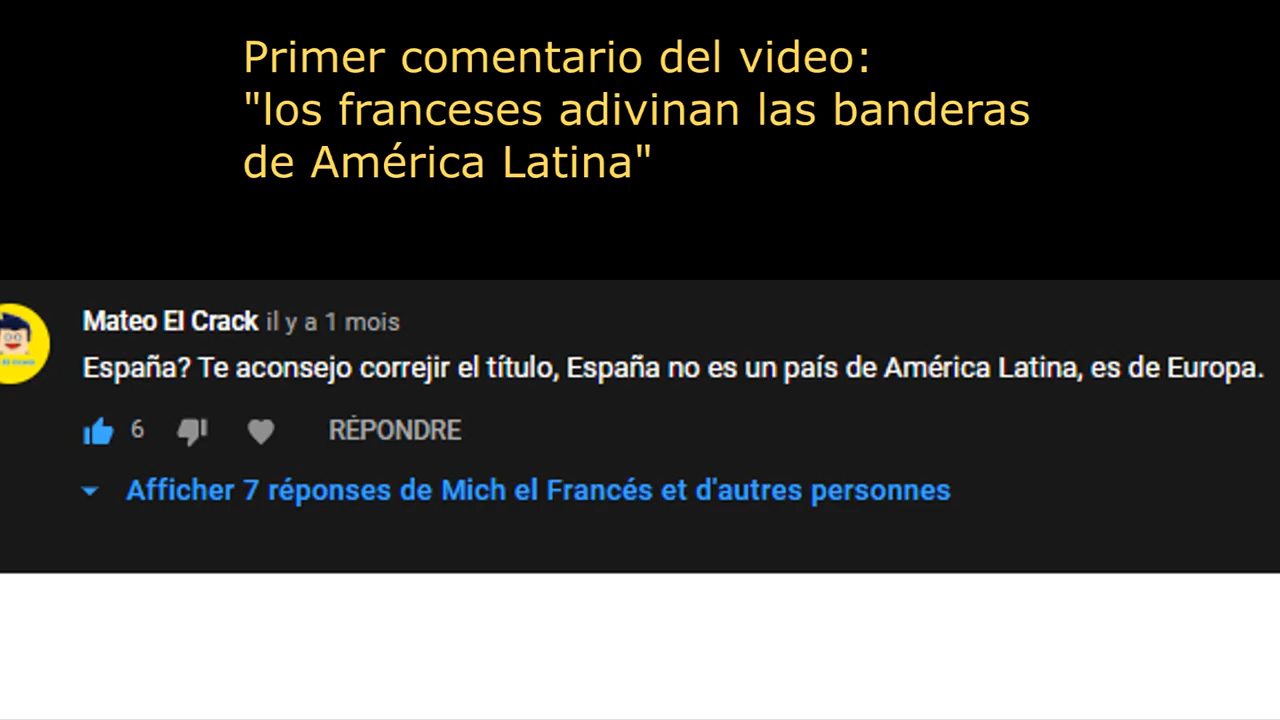 Primer comentario del video:
"los franceses adivinan las banderas
de América Latina"
Mateo El Crack il y a 1 mois
España? Te aconsejo correjir el título, España no es un país de América Latina, es de Europa.
6 RÉPONDRE
Afficher 7 réponses de Mich el Francés et d'autres personnes